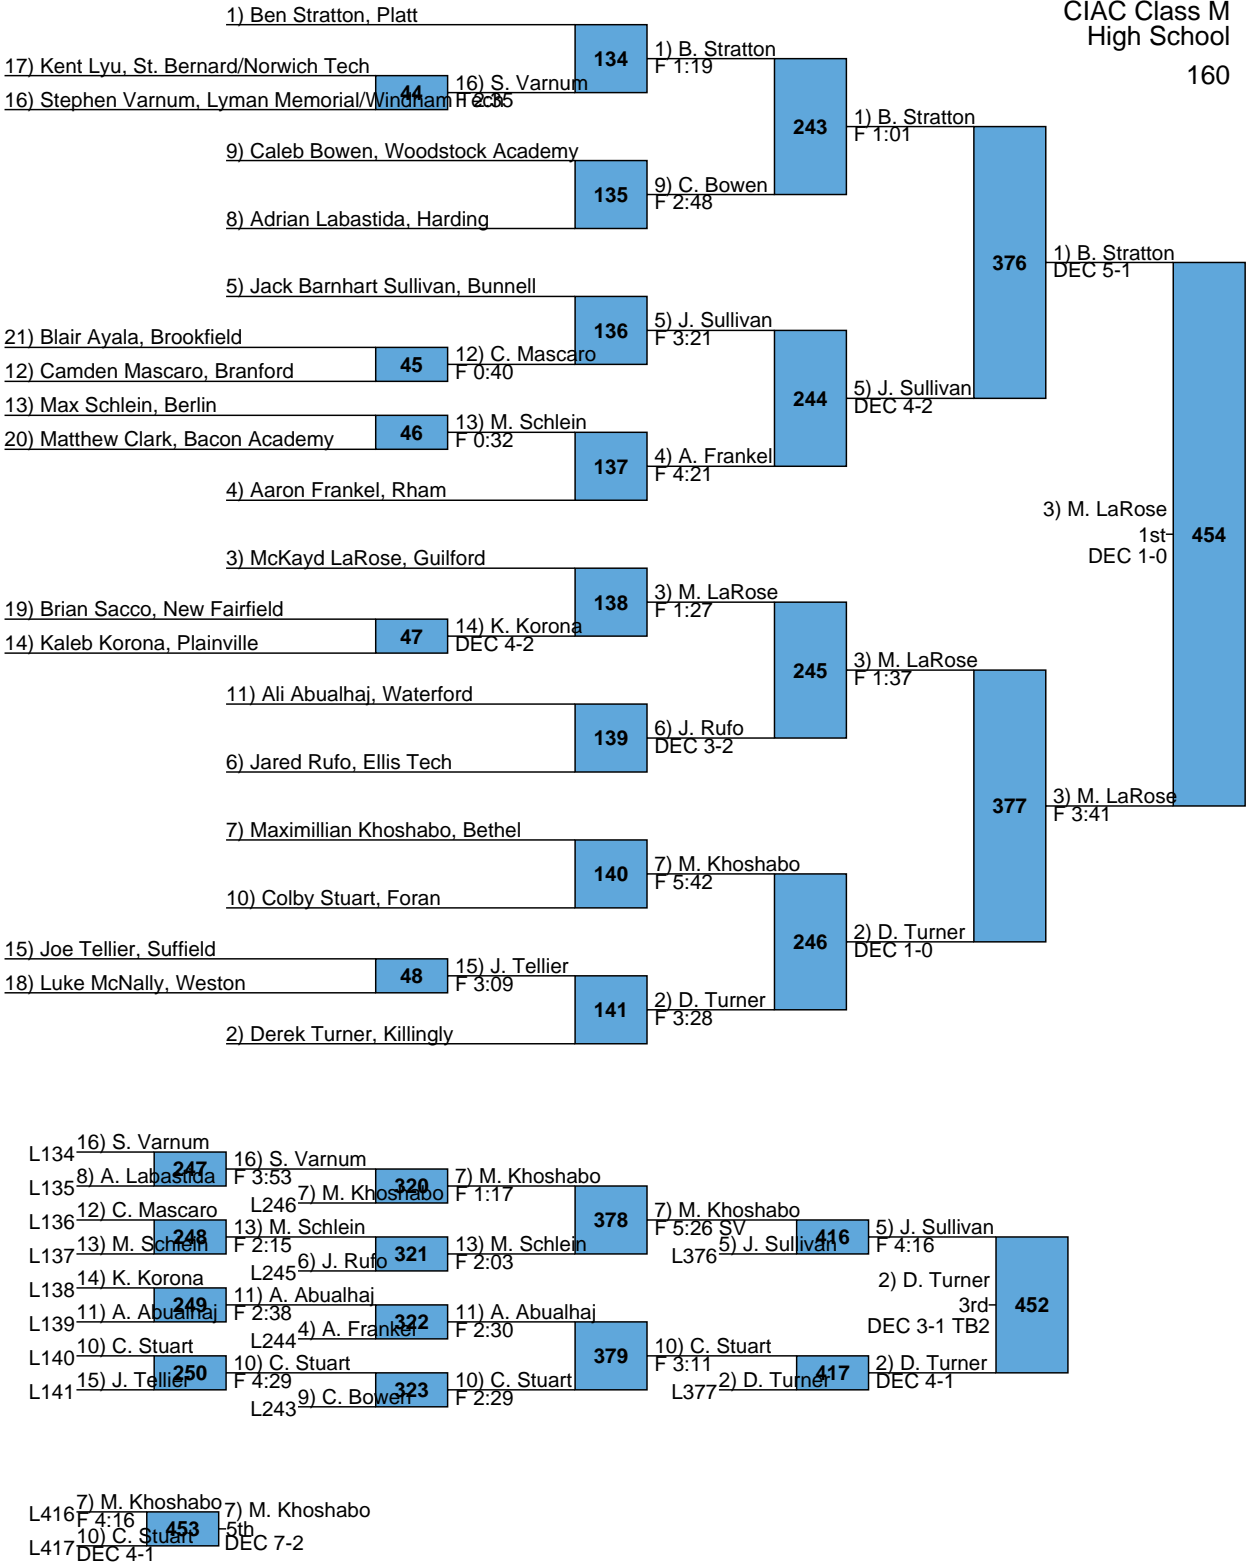 CIAC Class M
High School
160
1) Ben Stratton, Platt
17) Kent Lyu, St. Bernard/Norwich Tech
16) Stephen Varnum, Lyman Memorial/Windham Tech
44
16) S. Varnum
F 2:35
134
1) B. Stratton
F 1:19
9) Caleb Bowen, Woodstock Academy
8) Adrian Labastida, Harding
135
9) C. Bowen
F 2:48
243
1) B. Stratton
F 1:01
5) Jack Barnhart Sullivan, Bunnell
21) Blair Ayala, Brookfield
12) Camden Mascaro, Branford
45
12) C. Mascaro
F 0:40
136
5) J. Sullivan
F 3:21
13) Max Schlein, Berlin
20) Matthew Clark, Bacon Academy
46
13) M. Schlein
F 0:32
4) Aaron Frankel, Rham
137
4) A. Frankel
F 4:21
244
5) J. Sullivan
DEC 4-2
376
1) B. Stratton
DEC 5-1
3) McKayd LaRose, Guilford
19) Brian Sacco, New Fairfield
14) Kaleb Korona, Plainville
47
14) K. Korona
DEC 4-2
138
3) M. LaRose
F 1:27
11) Ali Abualhaj, Waterford
6) Jared Rufo, Ellis Tech
139
6) J. Rufo
DEC 3-2
245
3) M. LaRose
F 1:37
7) Maximillian Khoshabo, Bethel
10) Colby Stuart, Foran
140
7) M. Khoshabo
F 5:42
15) Joe Tellier, Suffield
18) Luke McNally, Weston
48
15) J. Tellier
F 3:09
2) Derek Turner, Killingly
141
2) D. Turner
F 3:28
246
2) D. Turner
DEC 1-0
377
3) M. LaRose
F 3:41
3) M. LaRose
1st
DEC 1-0
454
L134
16) S. Varnum
L135
8) A. Labastida
247
16) S. Varnum
F 3:53
L246
7) M. Khoshabo
320
7) M. Khoshabo
F 1:17
L136
12) C. Mascaro
L137
13) M. Schlein
248
13) M. Schlein
F 2:15
L245
6) J. Rufo
321
13) M. Schlein
F 2:03
378
7) M. Khoshabo
F 5:26 SV
L376
5) J. Sullivan
416
5) J. Sullivan
F 4:16
L138
14) K. Korona
L139
11) A. Abualhaj
249
11) A. Abualhaj
F 2:38
L244
4) A. Frankel
322
11) A. Abualhaj
F 2:30
L140
10) C. Stuart
L141
15) J. Tellier
250
10) C. Stuart
F 4:29
L243
9) C. Bowen
323
10) C. Stuart
F 2:29
379
10) C. Stuart
F 3:11
L377
2) D. Turner
417
2) D. Turner
DEC 4-1
2) D. Turner
3rd
DEC 3-1 TB2
452
L416
7) M. Khoshabo
F 4:16
L417
10) C. Stuart
DEC 4-1
453
7) M. Khoshabo
5th
DEC 7-2